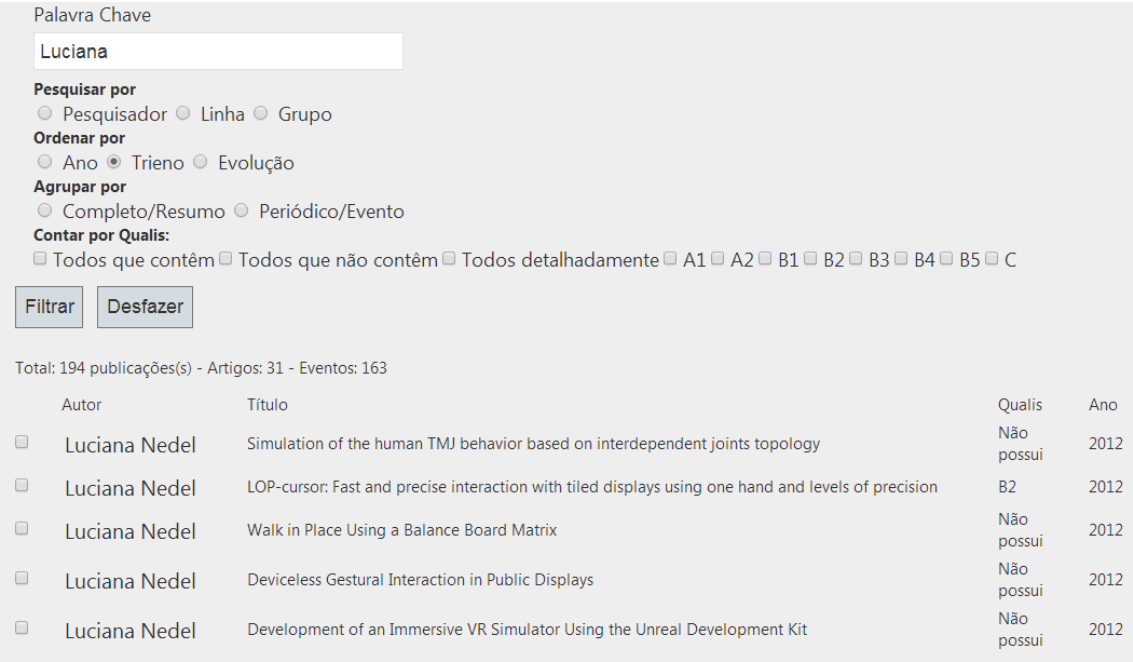 Palavra Chave
Luciana
Pesquisar por
Pesquisador Linha Grupo
Ordenar por
Ano Trieno Evolução
Agrupar por
Completo/Resumo Periódico/Evento
Contar por Qualis:
Todos que contêm Todos que não contêm Todos detalhadamente A1 A2 B1 B2 B3 B4 B5 C
Filtrar Desfazer
Total: 194 publicações(s) - Artigos: 31 - Eventos: 163
Autor Título Qualis Ano
Luciana Nedel Simulation of the human TMJ behavior based on interdependent joints topology Não possui 2012
Luciana Nedel LOP-cursor: Fast and precise interaction with tiled displays using one hand and levels of precision B2 2012
Luciana Nedel Walk in Place Using a Balance Board Matrix Não possui 2012
Luciana Nedel Deviceless Gestural Interaction in Public Displays Não possui 2012
Luciana Nedel Development of an Immersive VR Simulator Using the Unreal Development Kit Não possui 2012